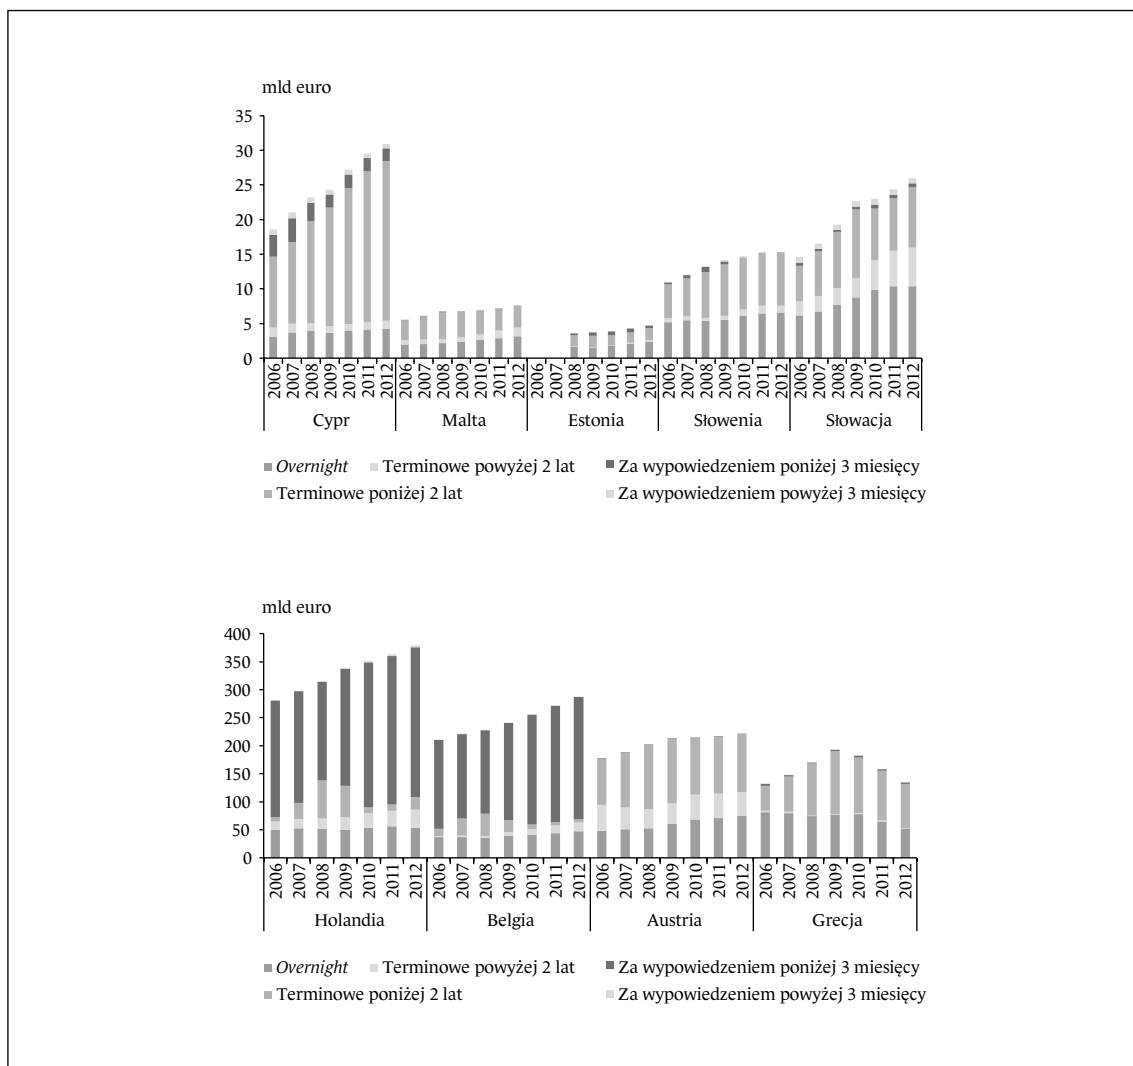 mld euro
35
30
25
20
15
10
5
0
2006 2007 2008 2009 2010 2011 2012 2006 2007 2008 2009 2010 2011 2012 2006 2007 2008 2009 2010 2011 2012 2006 2007 2008 2009 2010 2011 2012 2006 2007 2008 2009 2010 2011 2012
Cypr Malta Estonia Słowenia Słowacja
Overnight Terminowe powyżej 2 lat Za wypowiedzeniem poniżej 3 miesięcy
Terminowe poniżej 2 lat Za wypowiedzeniem powyżej 3 miesięcy
mld euro
400
350
300
250
200
150
100
50
0
2006 2007 2008 2009 2010 2011 2012 2006 2007 2008 2009 2010 2011 2012 2006 2007 2008 2009 2010 2011 2012 2006 2007 2008 2009 2010 2011 2012
Holandia Belgia Austria Grecja
Overnight Terminowe powyżej 2 lat Za wypowiedzeniem poniżej 3 miesięcy
Terminowe poniżej 2 lat Za wypowiedzeniem powyżej 3 miesięcy